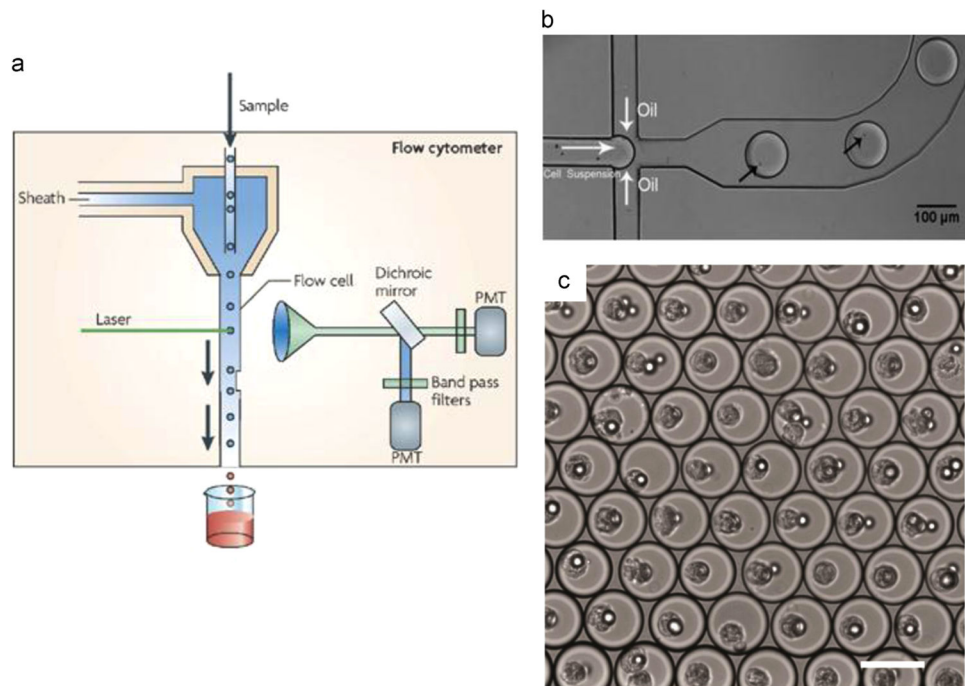 a
Sample
Flow cytometer
Sheath
Flow cell
Dichroic
mirror
PMT
Laser
Band pass
filters
PMT
b
Oil
Cell Suspension
Oil
100 µm
c